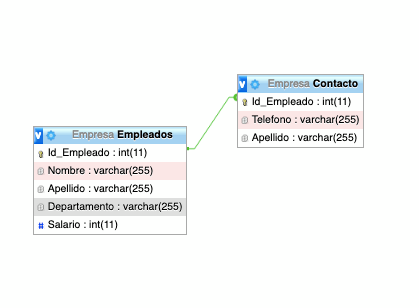 Empresa Contacto
Id_Empleado : int(11)
Telefono : varchar(255)
Apellido : varchar(255)
Empresa Empleados
Id_Empleado : int(11)
Nombre : varchar(255)
Apellido : varchar(255)
Departamento : varchar(255)
# Salario : int(11)